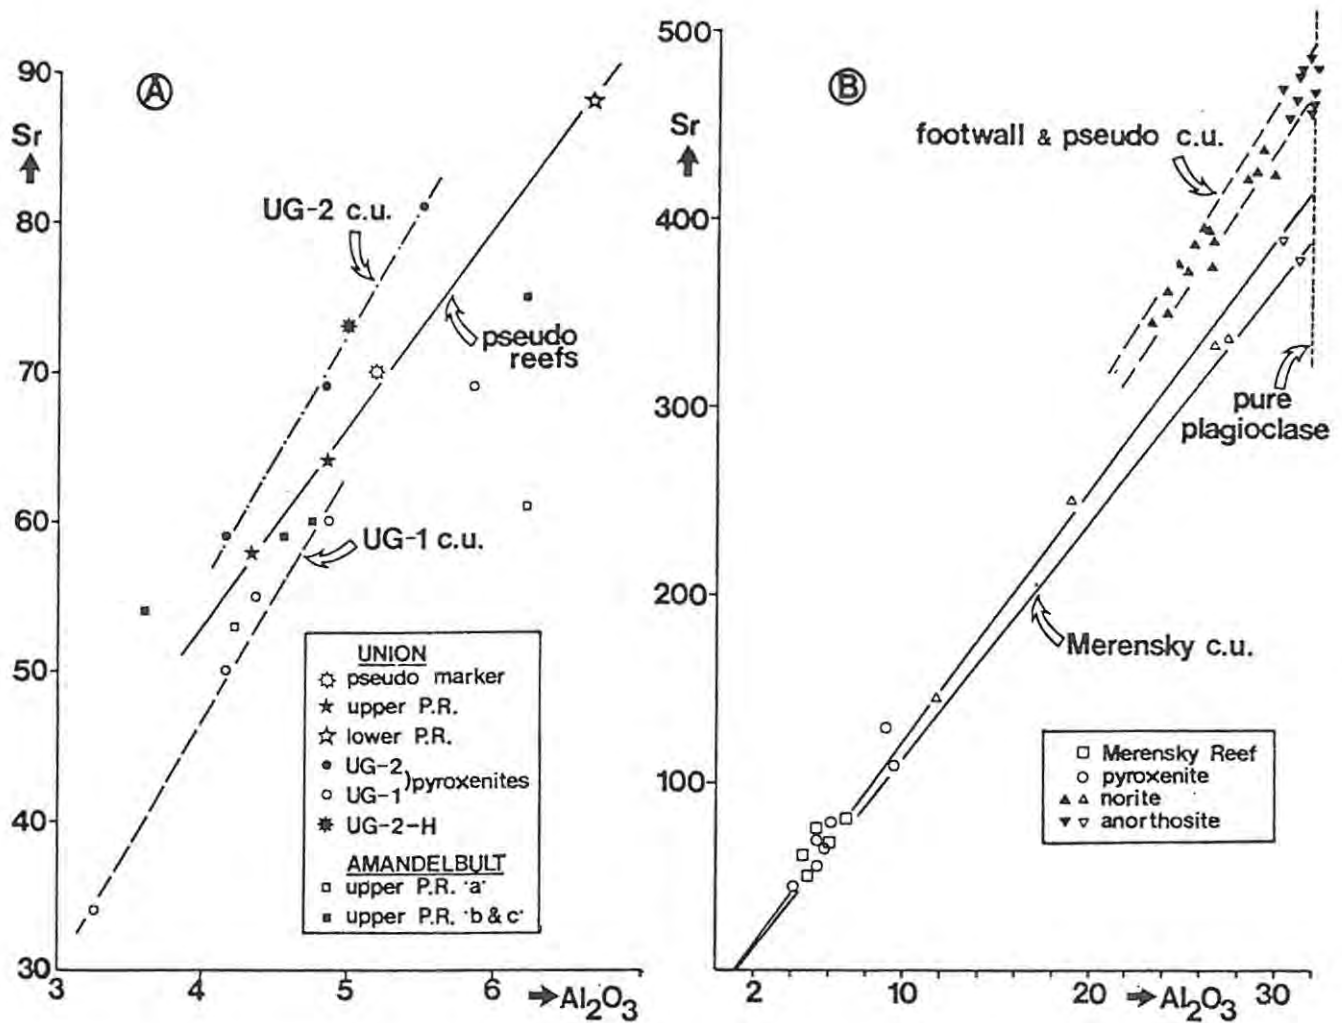 A
Sr
90
80
70
60
50
40
30
3
4
5
6
Al₂O₃
UG-2 c.u.
pseudo
reefs
UG-1 c.u.
UNION
pseudo marker
upper P.R.
lower P.R.
UG-2
UG-1
)pyroxenites
UG-2-H
AMANDELBULT
upper P.R. 'a'
upper P.R. 'b & c'
B
Sr
500
400
300
200
100
2
10
20
30
Al₂O₃
footwall & pseudo c.u.
pure
plagioclase
Merensky c.u.
Merensky Reef
pyroxenite
norite
anorthosite